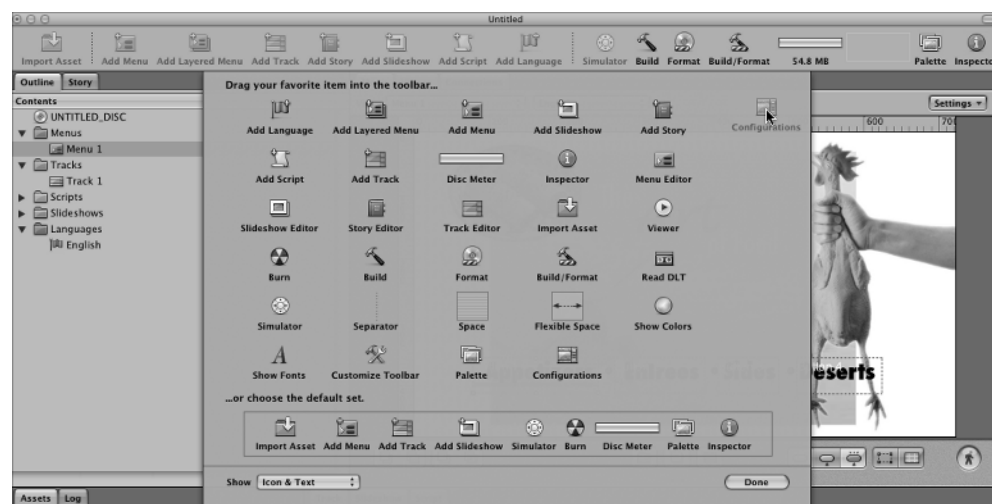 Untitled
Import Asset Add Menu Add Layered Menu Add Track Add Story Add Slideshow Add Script Add Language Simulator Build Format Build/Format 54.8 MB Palette Inspecto
Outline Story
Contents
UNTITLED_DISC
Menus
Menu 1
Tracks
Track 1
Scripts
Slideshows
Languages
English
Drag your favorite item into the toolbar...
Add Language Add Layered Menu Add Menu Add Slideshow Add Story Configurations
Add Script Add Track Disc Meter Inspector Menu Editor
Slideshow Editor Story Editor Track Editor Import Asset Viewer
Burn Build Format Build/Format Read DLT
Simulator Separator Space Flexible Space Show Colors
Show Fonts Customize Toolbar Palette Configurations
...or choose the default set.
Import Asset Add Menu Add Track Add Slideshow Simulator Burn Disc Meter Palette Inspector
Show Icon & Text Done
Settings
600 700
Entrees • Sides
eserts
Assets Log